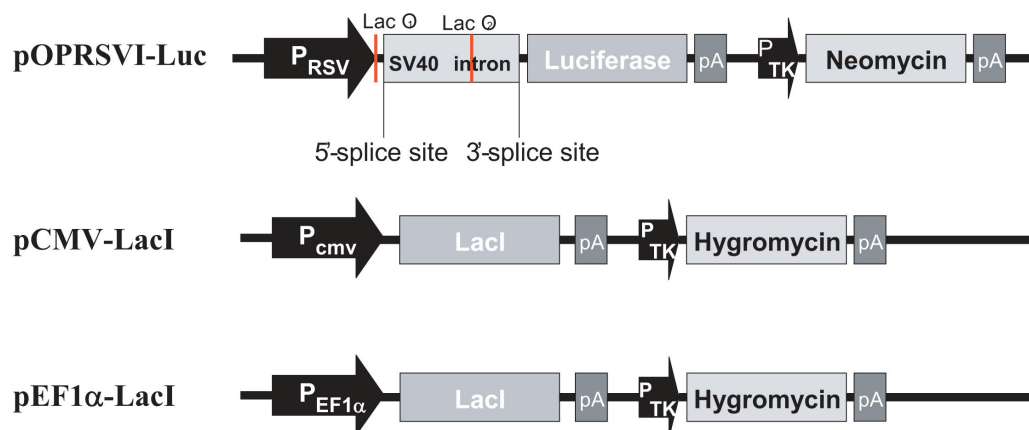 Lac O1 Lac O2
pOPRSVI-Luc PRSV SV40 intron Luciferase pA PTK Neomycin pA
5'-splice site 3'-splice site
pCMV-LacI Pcmv LacI pA PTK Hygromycin pA
pEF1α-LacI PEF1α LacI pA PTK Hygromycin pA